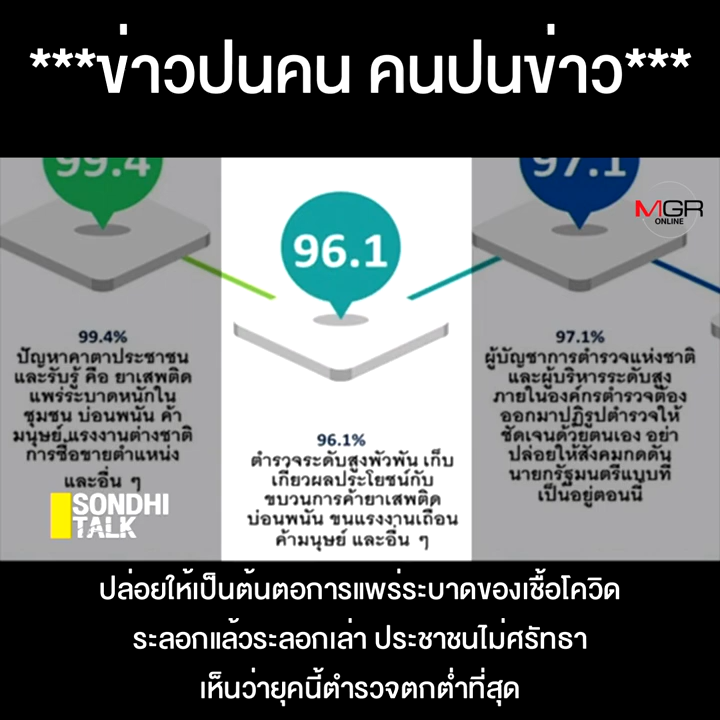 ***ข่าวปนคน คนปนข่าว***
99.4
96.1
97.1
MGR
ONLINE
99.4%
ปัญหาคาตาประชาชน
และรับรู้ คือ ยาเสพติด
แพร่ระบาดหนักใน
ชุมชน บ่อนพนัน ค้า
มนุษย์ แรงงานต่างชาติ
การซื้อขายตำแหน่ง
และอื่น ๆ
96.1%
ตำรวจระดับสูงพัวพัน เก็บ
เกี่ยวผลประโยชน์กับ
ขบวนการค้ายาเสพติด
บ่อนพนัน ขนแรงงานเถื่อน
ค้ามนุษย์ และอื่น ๆ
97.1%
ผู้บัญชาการตำรวจแห่งชาติ
และผู้บริหารระดับสูง
ภายในองค์กรตำรวจต้อง
ออกมาปฏิรูปตำรวจให้
ชัดเจนด้วยตนเอง อย่า
ปล่อยให้สังคมกดดัน
นายกรัฐมนตรีแบบที่
เป็นอยู่ตอนนี้
SONDHI
TALK
ปล่อยให้เป็นต้นตอการแพร่ระบาดของเชื้อโควิด
ระลอกแล้วระลอกเล่า ประชาชนไม่ศรัทธา
เห็นว่ายุคนี้ตำรวจตกต่ำที่สุด